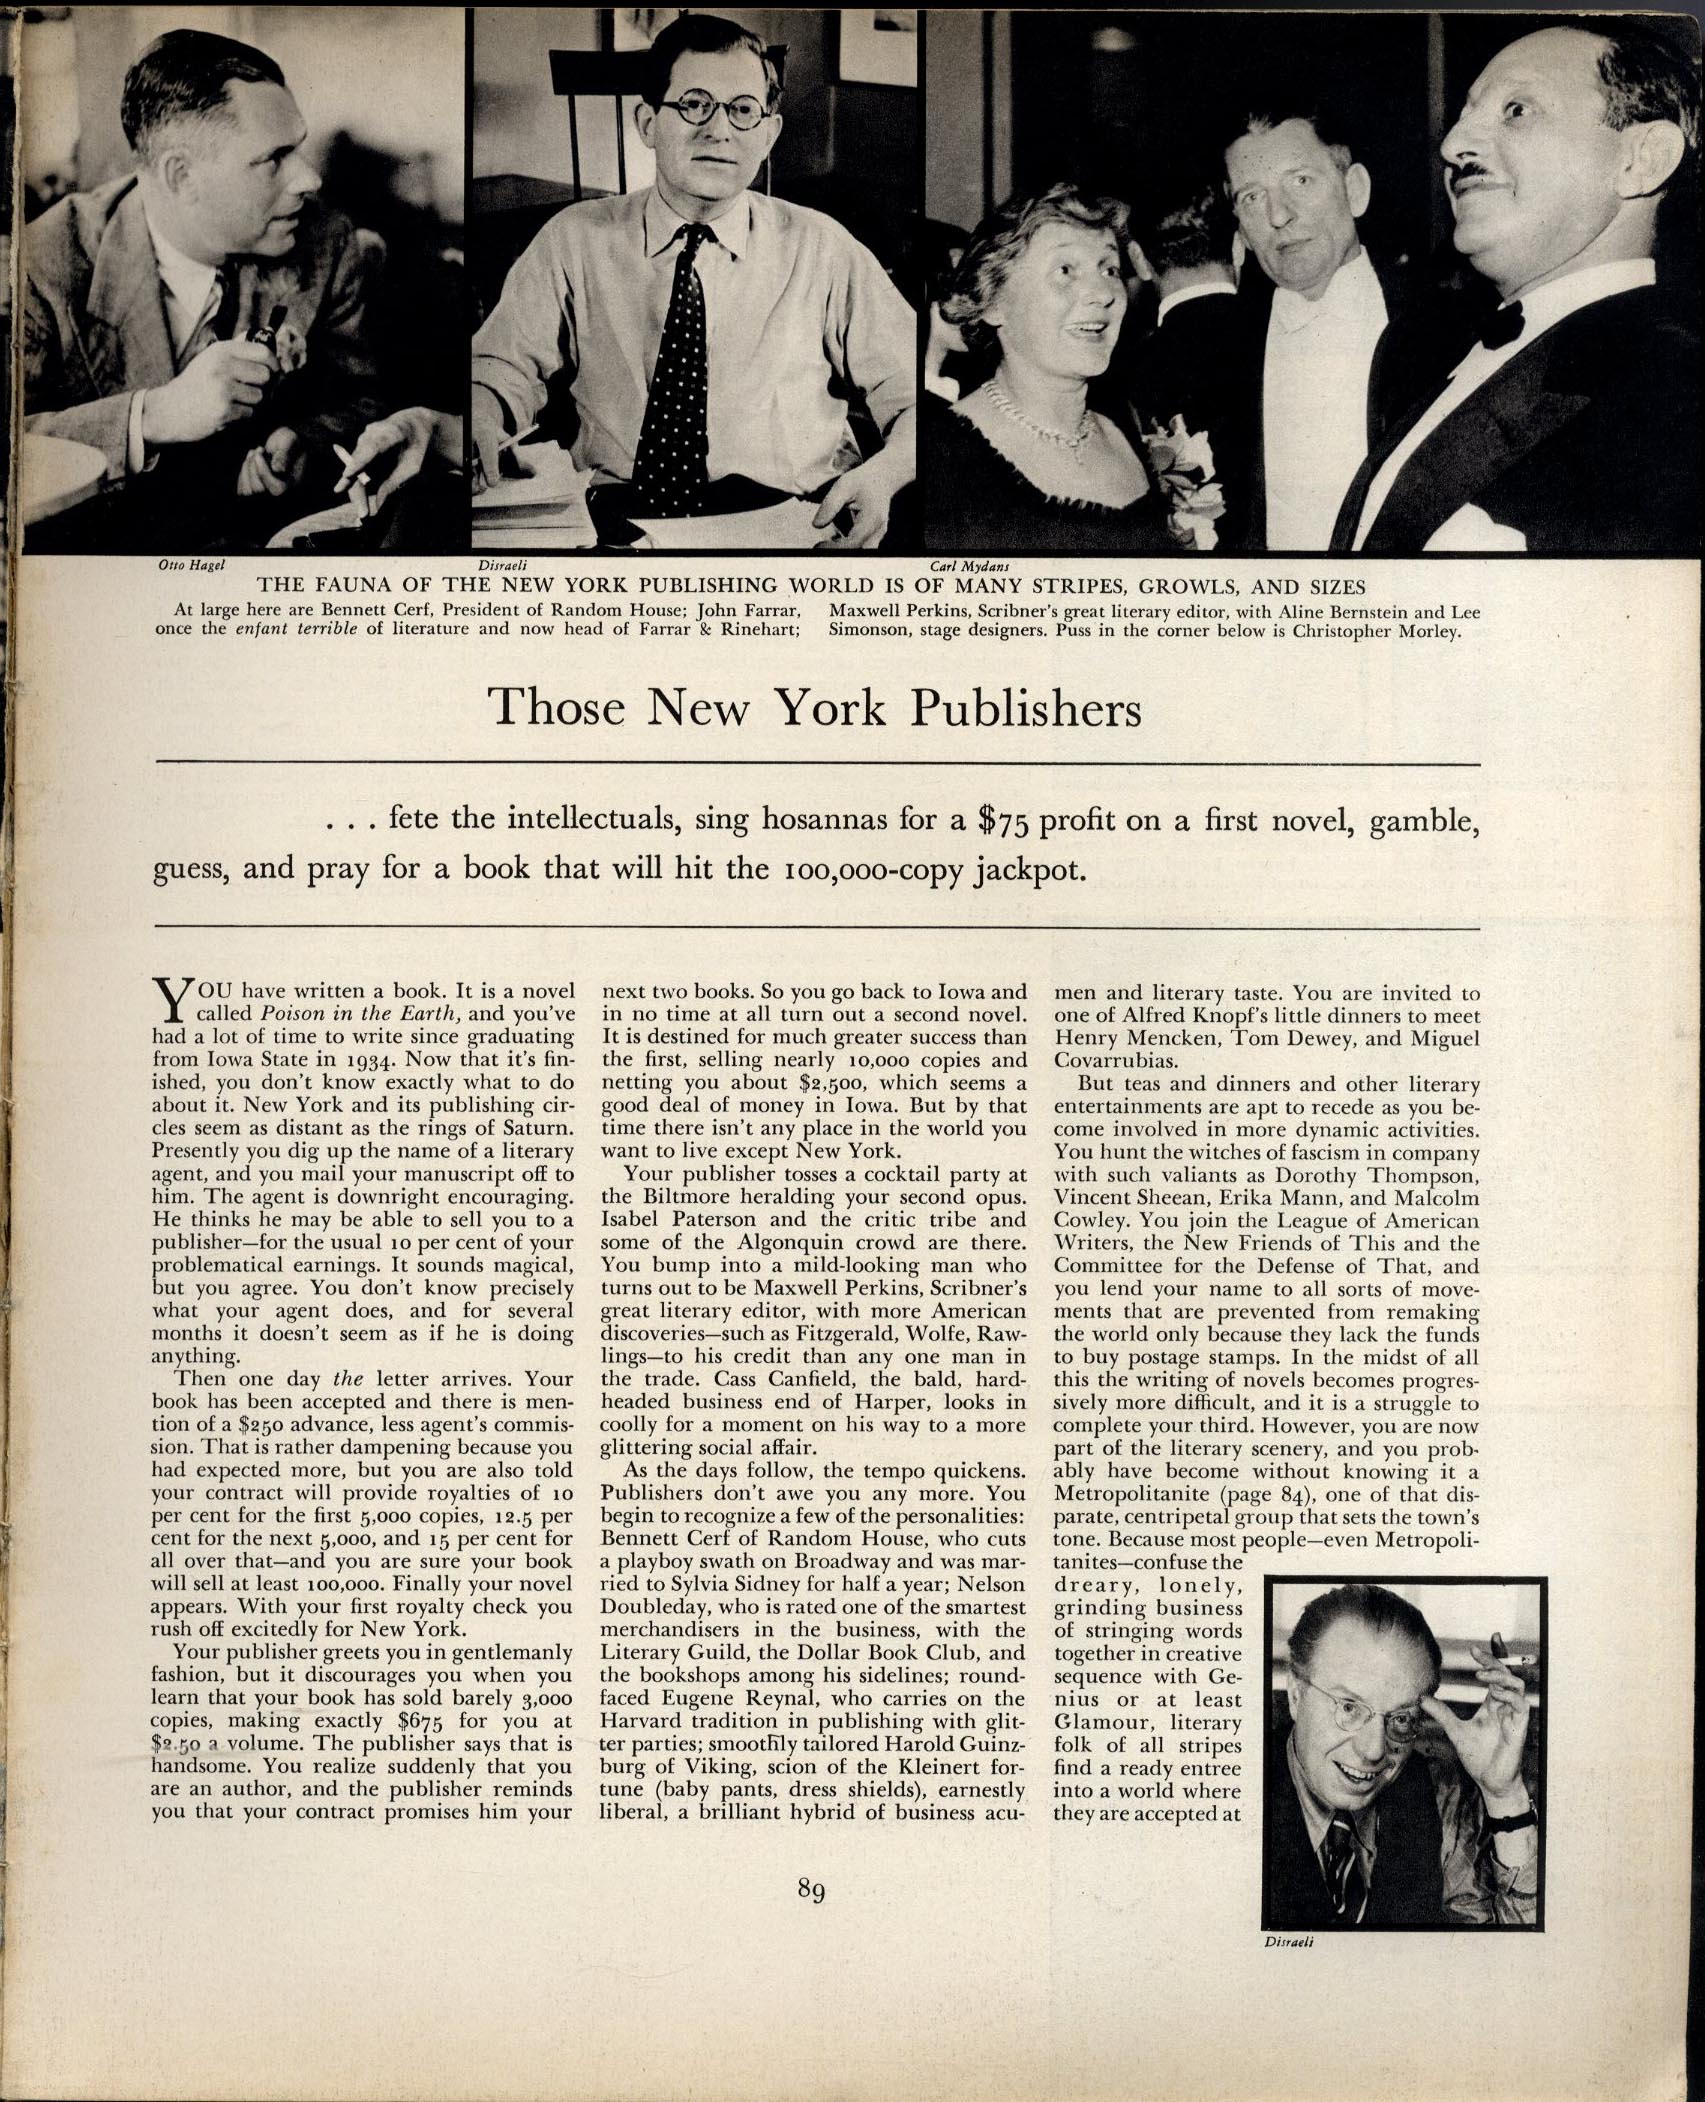 Otto Hagel
Disraeli
Carl Mydans
THE FAUNA OF THE NEW YORK PUBLISHING WORLD IS OF MANY STRIPES, GROWLS, AND SIZES
At large here are Bennett Cerf, President of Random House; John Farrar,
once the enfant terrible of literature and now head of Farrar & Rinehart;
Maxwell Perkins, Scribner's great literary editor, with Aline Bernstein and Lee
Simonson, stage designers. Puss in the corner below is Christopher Morley.
Those New York Publishers
. . . fete the intellectuals, sing hosannas for a $75 profit on a first novel, gamble,
guess, and pray for a book that will hit the 100,000-copy jackpot.
YOU have written a book. It is a novel
called Poison in the Earth, and you've
had a lot of time to write since graduating
from Iowa State in 1934. Now that it's fin-
ished, you don't know exactly what to do
about it. New York and its publishing cir-
cles seem as distant as the rings of Saturn.
Presently you dig up the name of a literary
agent, and you mail your manuscript off to
him. The agent is downright encouraging.
He thinks he may be able to sell you to a
publisher—for the usual 10 per cent of your
problematical earnings. It sounds magical,
but you agree. You don't know precisely
what your agent does, and for several
months it doesn't seem as if he is doing
anything.
Then one day the letter arrives. Your
book has been accepted and there is men-
tion of a $250 advance, less agent's commis-
sion. That is rather dampening because you
had expected more, but you are also told
your contract will provide royalties of 10
per cent for the first 5,000 copies, 12.5 per
cent for the next 5,000, and 15 per cent for
all over that—and you are sure your book
will sell at least 100,000. Finally your novel
appears. With your first royalty check you
rush off excitedly for New York.
Your publisher greets you in gentlemanly
fashion, but it discourages you when you
learn that your book has sold barely 3,000
copies, making exactly $675 for you at
$2.50 a volume. The publisher says that is
handsome. You realize suddenly that you
are an author, and the publisher reminds
you that your contract promises him your
next two books. So you go back to Iowa and
in no time at all turn out a second novel.
It is destined for much greater success than
the first, selling nearly 10,000 copies and
netting you about $2,500, which seems a
good deal of money in Iowa. But by that
time there isn't any place in the world you
want to live except New York.
Your publisher tosses a cocktail party at
the Biltmore heralding your second opus.
Isabel Paterson and the critic tribe and
some of the Algonquin crowd are there.
You bump into a mild-looking man who
turns out to be Maxwell Perkins, Scribner's
great literary editor, with more American
discoveries—such as Fitzgerald, Wolfe, Raw-
lings—to his credit than any one man in
the trade. Cass Canfield, the bald, hard-
headed business end of Harper, looks in
coolly for a moment on his way to a more
glittering social affair.
As the days follow, the tempo quickens.
Publishers don't awe you any more. You
begin to recognize a few of the personalities:
Bennett Cerf of Random House, who cuts
a playboy swath on Broadway and was mar-
ried to Sylvia Sidney for half a year; Nelson
Doubleday, who is rated one of the smartest
merchandisers in the business, with the
Literary Guild, the Dollar Book Club, and
the bookshops among his sidelines; round-
faced Eugene Reynal, who carries on the
Harvard tradition in publishing with glit-
ter parties; smoothly tailored Harold Guinz-
burg of Viking, scion of the Kleinert for-
tune (baby pants, dress shields), earnestly
liberal, a brilliant hybrid of business acu-
men and literary taste. You are invited to
one of Alfred Knopf's little dinners to meet
Henry Mencken, Tom Dewey, and Miguel
Covarrubias.
But teas and dinners and other literary
entertainments are apt to recede as you be-
come involved in more dynamic activities.
You hunt the witches of fascism in company
with such valiants as Dorothy Thompson,
Vincent Sheean, Erika Mann, and Malcolm
Cowley. You join the League of American
Writers, the New Friends of This and the
Committee for the Defense of That, and
you lend your name to all sorts of move-
ments that are prevented from remaking
the world only because they lack the funds
to buy postage stamps. In the midst of all
this the writing of novels becomes progres-
sively more difficult, and it is a struggle to
complete your third. However, you are now
part of the literary scenery, and you prob-
ably have become without knowing it a
Metropolitanite (page 84), one of that dis-
parate, centripetal group that sets the town's
tone. Because most people—even Metropoli-
tanites—confuse the
dreary, lonely,
grinding business
of stringing words
together in creative
sequence with Ge-
nius or at least
Glamour, literary
folk of all stripes
find a ready entree
into a world where
they are accepted at
Disraeli
89